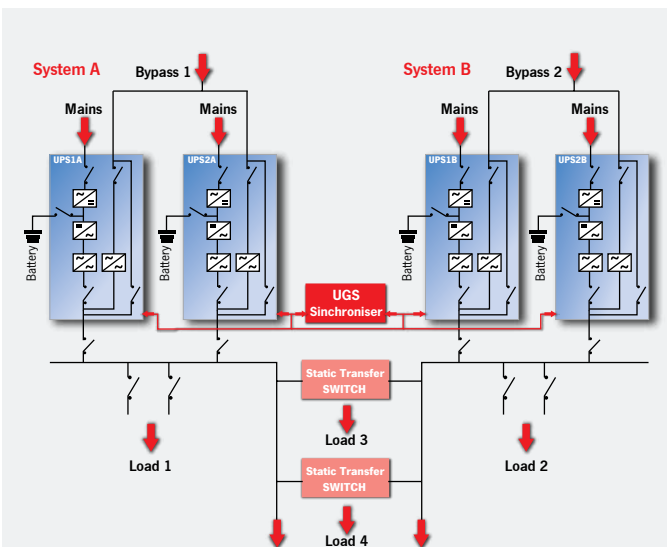 System A
Bypass 1
System B
Bypass 2
Mains
Mains
Mains
Mains
UPS1A
UPS2A
UPS1B
UPS2B
Battery
Battery
Battery
Battery
UGS
Sinchroniser
Static Transfer
SWITCH
Load 3
Load 1
Load 2
Static Transfer
SWITCH
Load 4